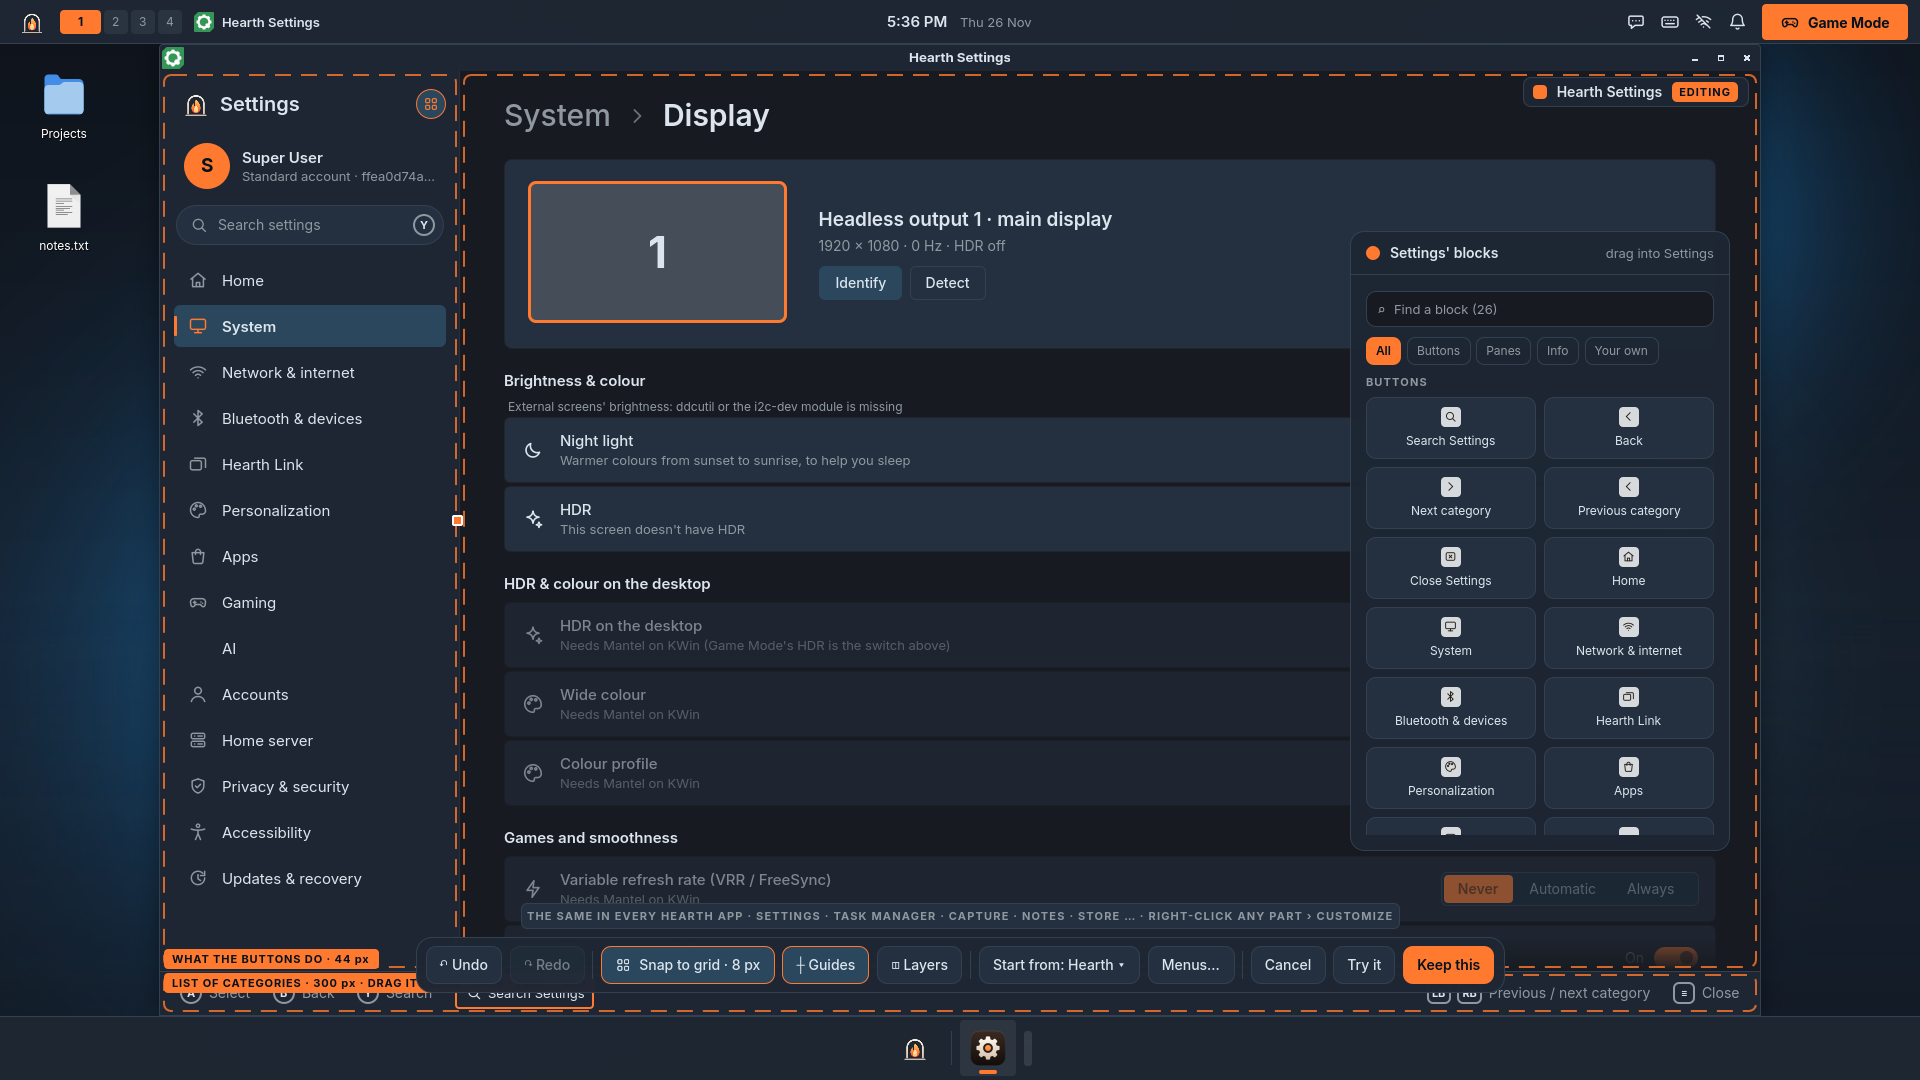 1 2 3 4 Hearth Settings
5:36 PM Thu 26 Nov
Game Mode
Hearth Settings
Projects
notes.txt
Settings
S
Super User
Standard account · ffea0d74a...
Search settings Y
Home
System
Network & internet
Bluetooth & devices
Hearth Link
Personalization
Apps
Gaming
AI
Accounts
Home server
Privacy & security
Accessibility
Updates & recovery
System > Display
Hearth Settings EDITING
1
Headless output 1 · main display
1920 × 1080 · 0 Hz · HDR off
Identify Detect
Brightness & colour
External screens' brightness: ddcutil or the i2c-dev module is missing
Night light
Warmer colours from sunset to sunrise, to help you sleep
HDR
This screen doesn't have HDR
HDR & colour on the desktop
HDR on the desktop
Needs Mantel on KWin (Game Mode's HDR is the switch above)
Wide colour
Needs Mantel on KWin
Colour profile
Needs Mantel on KWin
Games and smoothness
Variable refresh rate (VRR / FreeSync)
Needs Mantel on KWin
Never Automatic Always
On
Settings' blocks drag into Settings
Find a block (26)
All Buttons Panes Info Your own
BUTTONS
Search Settings Back
Next category Previous category
Close Settings Home
System Network & internet
Bluetooth & devices Hearth Link
Personalization Apps
THE SAME IN EVERY HEARTH APP · SETTINGS · TASK MANAGER · CAPTURE · NOTES · STORE ... · RIGHT-CLICK ANY PART › CUSTOMIZE
WHAT THE BUTTONS DO · 44 px
LIST OF CATEGORIES · 300 px · DRAG IT
Undo Redo Snap to grid · 8 px Guides Layers Start from: Hearth Menus... Cancel Try it Keep this
A Select B Back Y Search Search Settings
LB RB Previous / next category Close